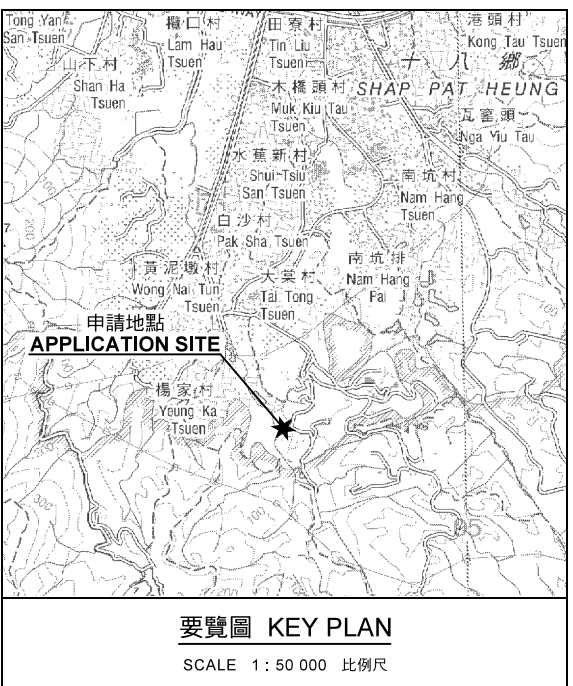 Tong Yan
San Tsuen
欖口村
Lam Hau
Tsuen
WAY
田寮村
Tin Liu
Tsuen
港頭村
Kong Tau Tsuen
山下村
Shan Ha
Tsuen
十八鄉
SHAP PAT HEUNG
木橋頭村
Muk Kiu Tau
Tsuen
瓦窰頭
Nga Yiu Tau
水蕉新村
Shui Tsiu
San Tsuen
南坑村
Nam Hang
Tsuen
白沙村
Pak Sha Tsuen
黃泥墩村
Wong Nai Tun
Tsuen
大棠村
Tai Tong
Tsuen
南坑排
Nam Hang
Pai
申請地點
APPLICATION SITE
楊家村
Yeung Ka
Tsuen
100
300
05
要覽圖 KEY PLAN
SCALE 1 : 50 000 比例尺